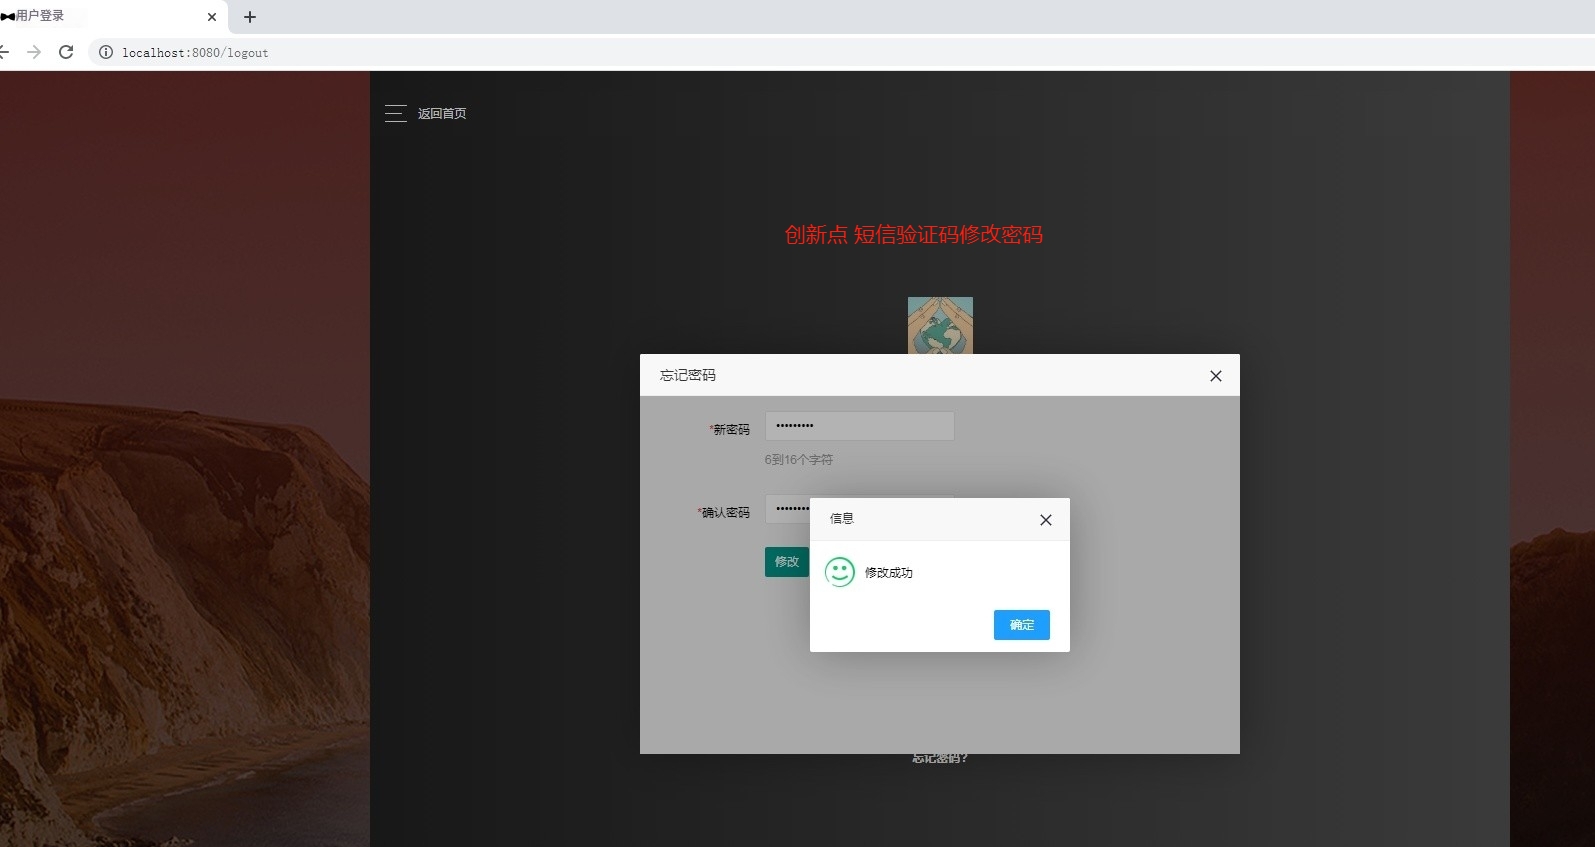 用户登录
localhost:8080/logout
返回首页
创新点 短信验证码修改密码
忘记密码
*新密码
•••••••••
6到16个字符
*确认密码
••••••••
信息
修改
修改成功
确定
忘记密码?